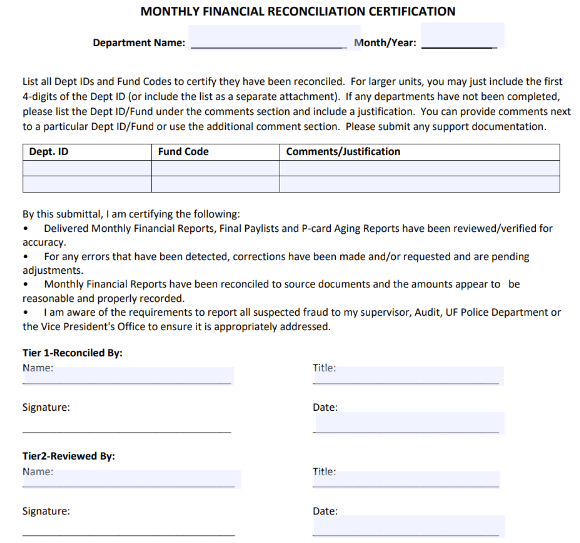 MONTHLY FINANCIAL RECONCILIATION CERTIFICATION
Department Name: Month/Year:
List all Dept IDs and Fund Codes to certify they have been reconciled. For larger units, you may just include the first
4-digits of the Dept ID (or include the list as a separate attachment). If any departments have not been completed,
please list the Dept ID/Fund under the comments section and include a justification. You can provide comments next
to a particular Dept ID/Fund or use the additional comment section. Please submit any support documentation.
Dept. ID Fund Code Comments/Justification
By this submittal, I am certifying the following:
• Delivered Monthly Financial Reports, Final Paylists and P-card Aging Reports have been reviewed/verified for
accuracy.
• For any errors that have been detected, corrections have been made and/or requested and are pending
adjustments.
• Monthly Financial Reports have been reconciled to source documents and the amounts appear to be
reasonable and properly recorded.
• I am aware of the requirements to report all suspected fraud to my supervisor, Audit, UF Police Department or
the Vice President's Office to ensure it is appropriately addressed.
Tier 1-Reconciled By:
Name: Title:
Signature: Date:
Tier2-Reviewed By:
Name: Title:
Signature: Date: